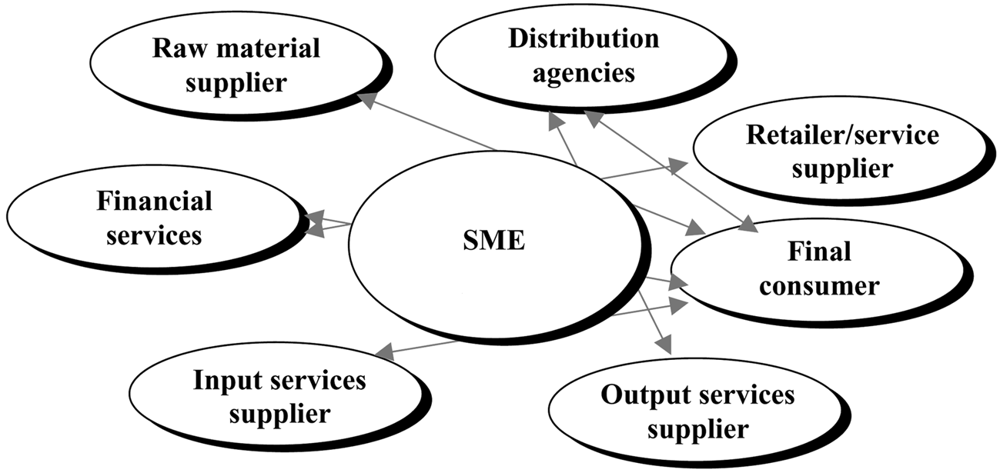 Raw material
supplier
Distribution
agencies
Retailer/service
supplier
Financial
services
SME
Final
consumer
Input services
supplier
Output services
supplier